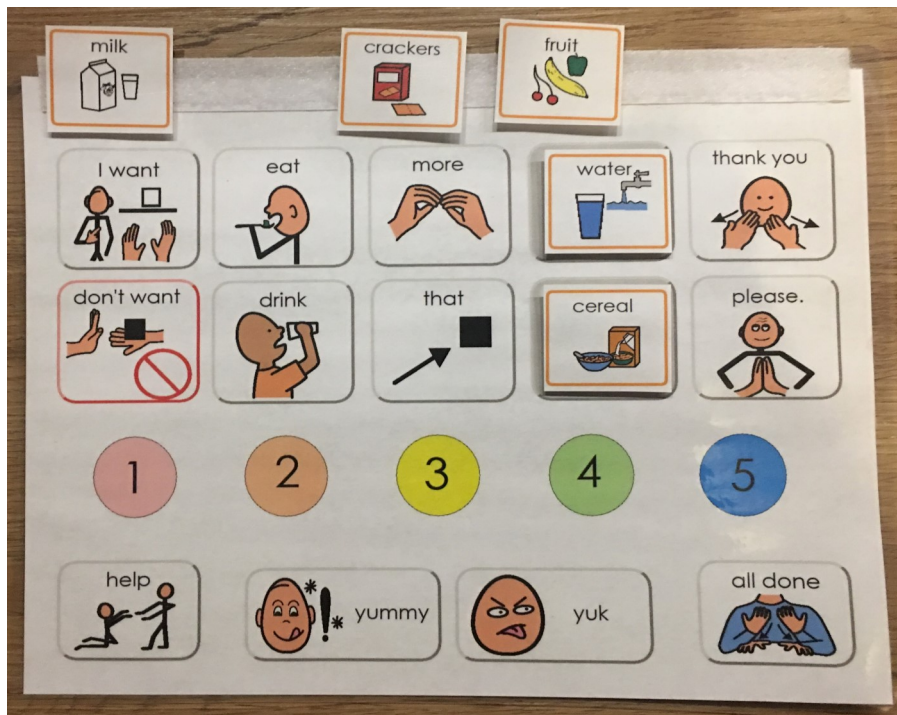 milk
crackers
fruit
I want
eat
more
water
thank you
don't want
drink
that
cereal
please.
1
2
3
4
5
help
yummy
yuk
all done